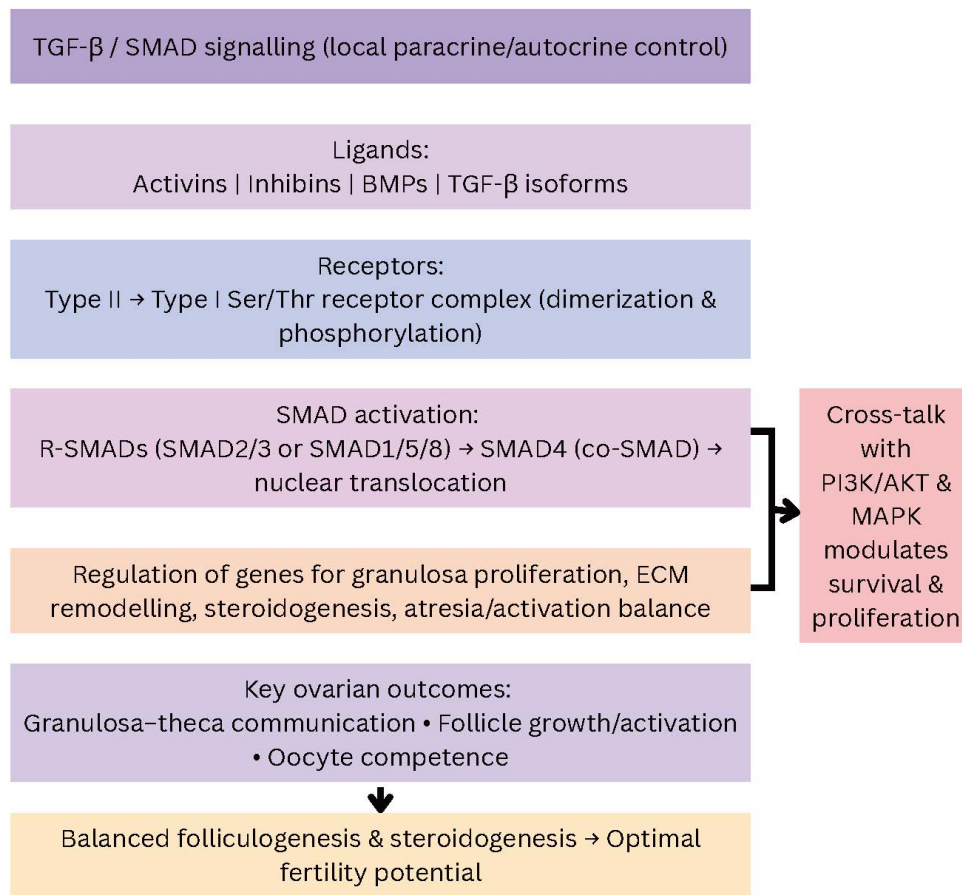 TGF-β / SMAD signalling (local paracrine/autocrine control)
Ligands:
Activins | Inhibins | BMPs | TGF-β isoforms
Receptors:
Type II → Type I Ser/Thr receptor complex (dimerization &
phosphorylation)
SMAD activation:
R-SMADs (SMAD2/3 or SMAD1/5/8) → SMAD4 (co-SMAD) →
nuclear translocation
Regulation of genes for granulosa proliferation, ECM
remodelling, steroidogenesis, atresia/activation balance
Cross-talk
with
PI3K/AKT &
MAPK
modulates
survival &
proliferation
Key ovarian outcomes:
Granulosa–theca communication • Follicle growth/activation
• Oocyte competence
Balanced folliculogenesis & steroidogenesis → Optimal
fertility potential